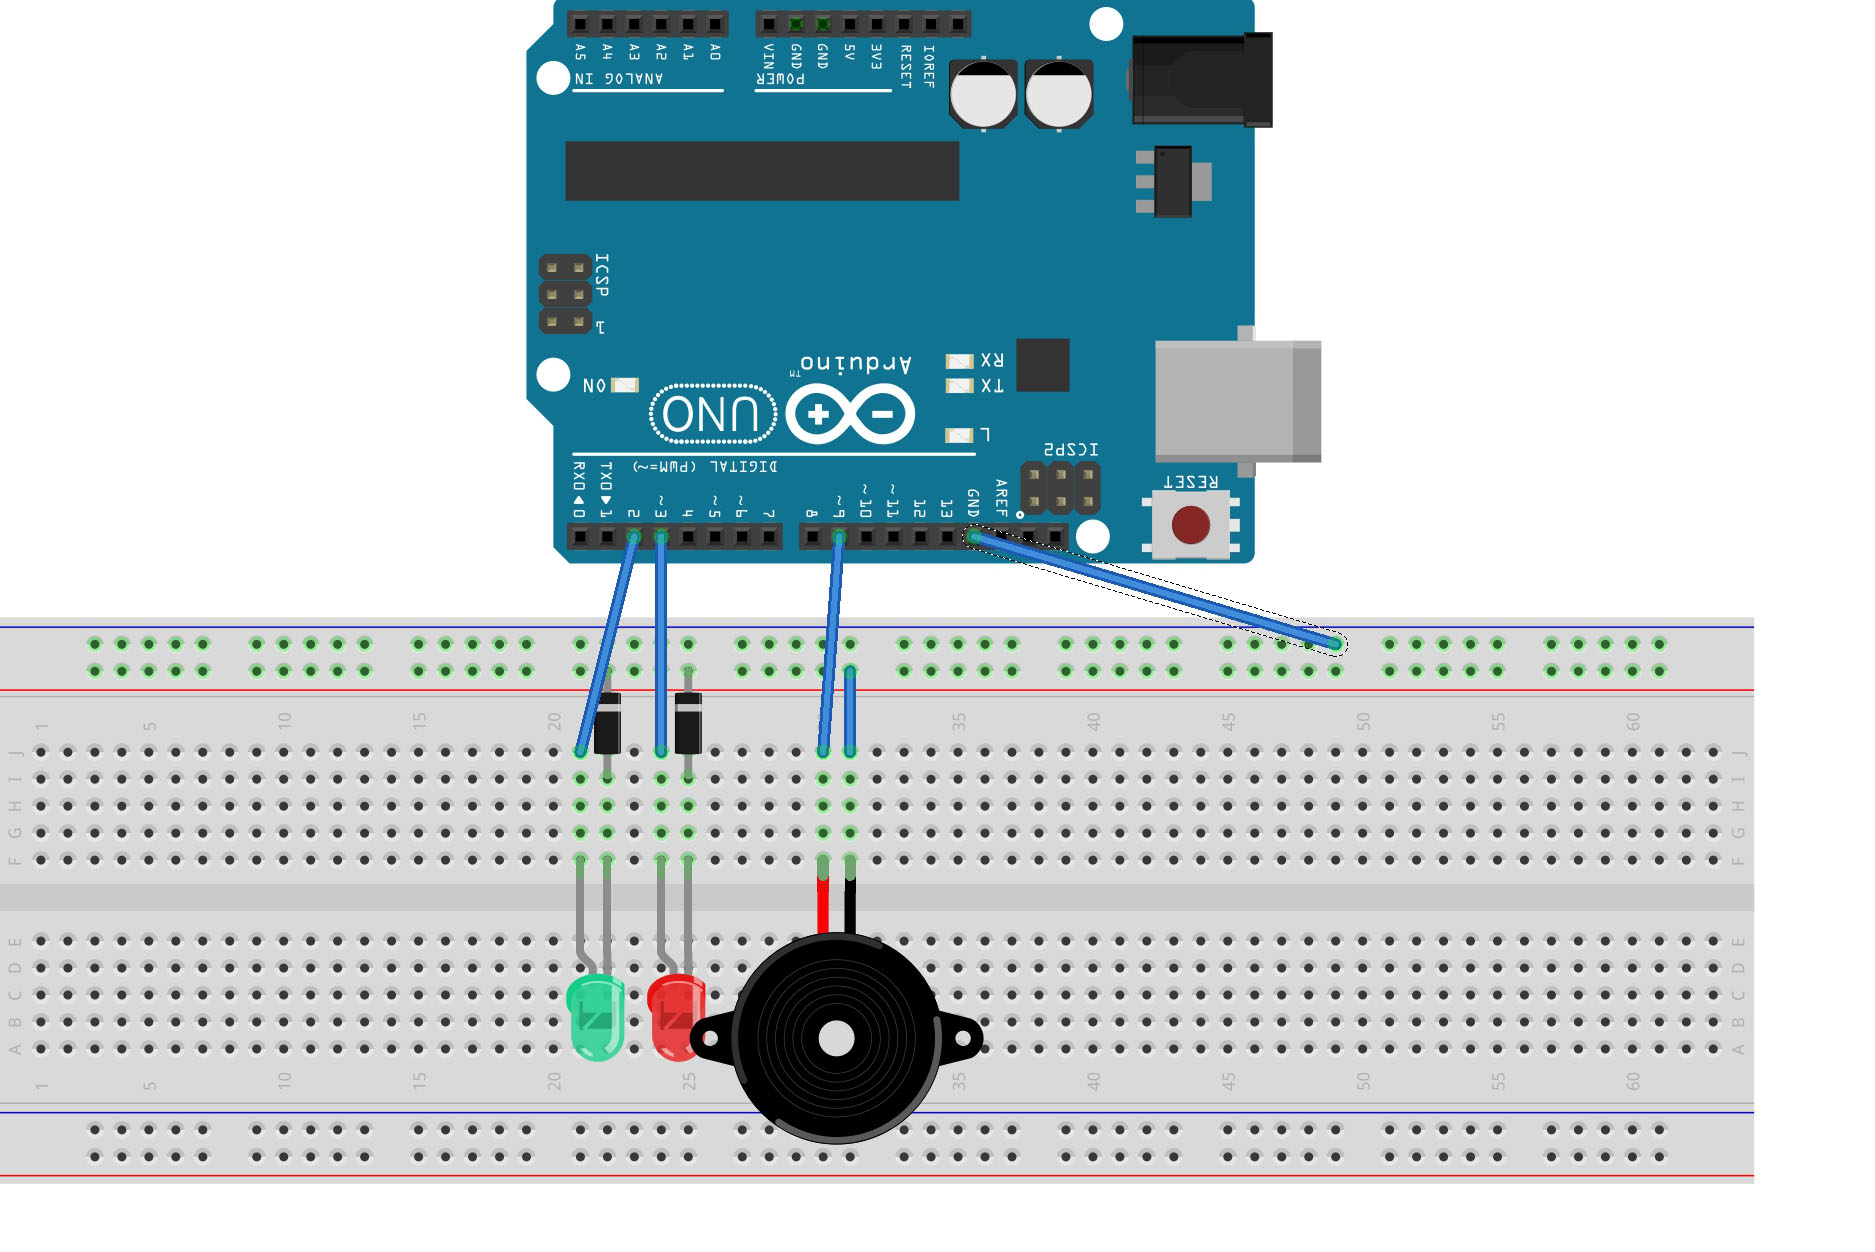 A5 A4 A3 A2 A1 A0
VIN GND GND 5V 3V3 RESET IOREF
ANALOG IN
POWER
ICSP
1
Arduino
TM
RX
TX
ON
UNO
L
ICSP2
DIGITAL (PWM=~)
RESET
RX0 TX0
0 1 2 ~3 4 ~5 ~6 7 8 ~9 ~10 ~11 12 13 GND AREF
1 5 10 15 20 35 40 45 50 55 60
J J
I I
H H
G G
F F
E E
D D
C C
B B
A A
1 5 10 15 20 25 35 40 45 50 55 60